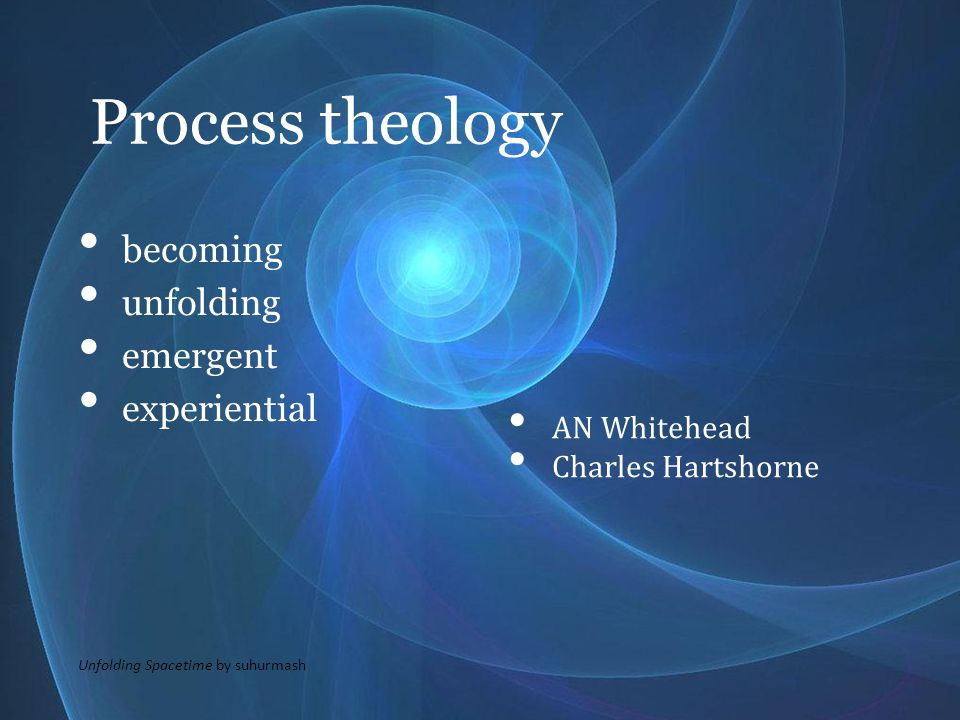 Process theology
• becoming
• unfolding
• emergent
• experiential
• AN Whitehead
• Charles Hartshorne
Unfolding Spacetime by suhurmash